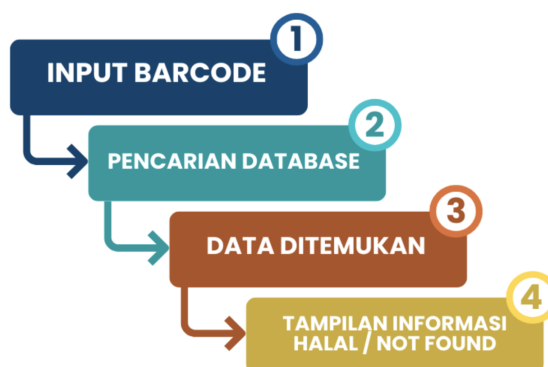 1
INPUT BARCODE
2
PENCARIAN DATABASE
3
DATA DITEMUKAN
4
TAMPILAN INFORMASI
HALAL / NOT FOUND